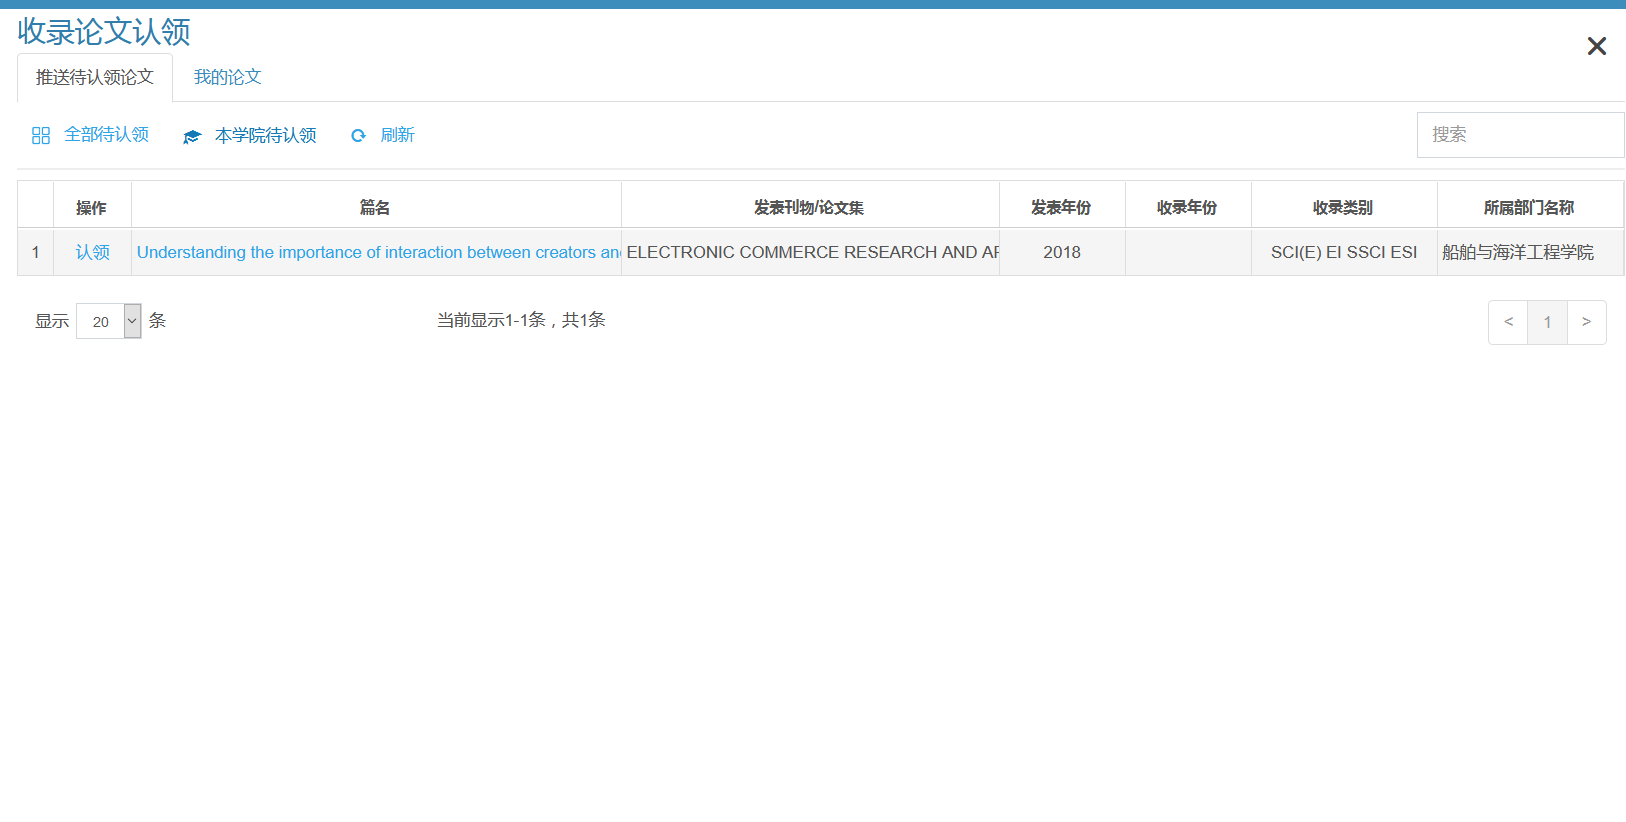 收录论文认领
推送待认领论文 我的论文
全部待认领 本学院待认领 刷新 搜索
操作 篇名 发表刊物/论文集 发表年份 收录年份 收录类别 所属部门名称
1 认领 Understanding the importance of interaction between creators an ELECTRONIC COMMERCE RESEARCH AND AP 2018 SCI(E) EI SSCI ESI 船舶与海洋工程学院
显示 20 条 当前显示1-1条，共1条 < 1 >